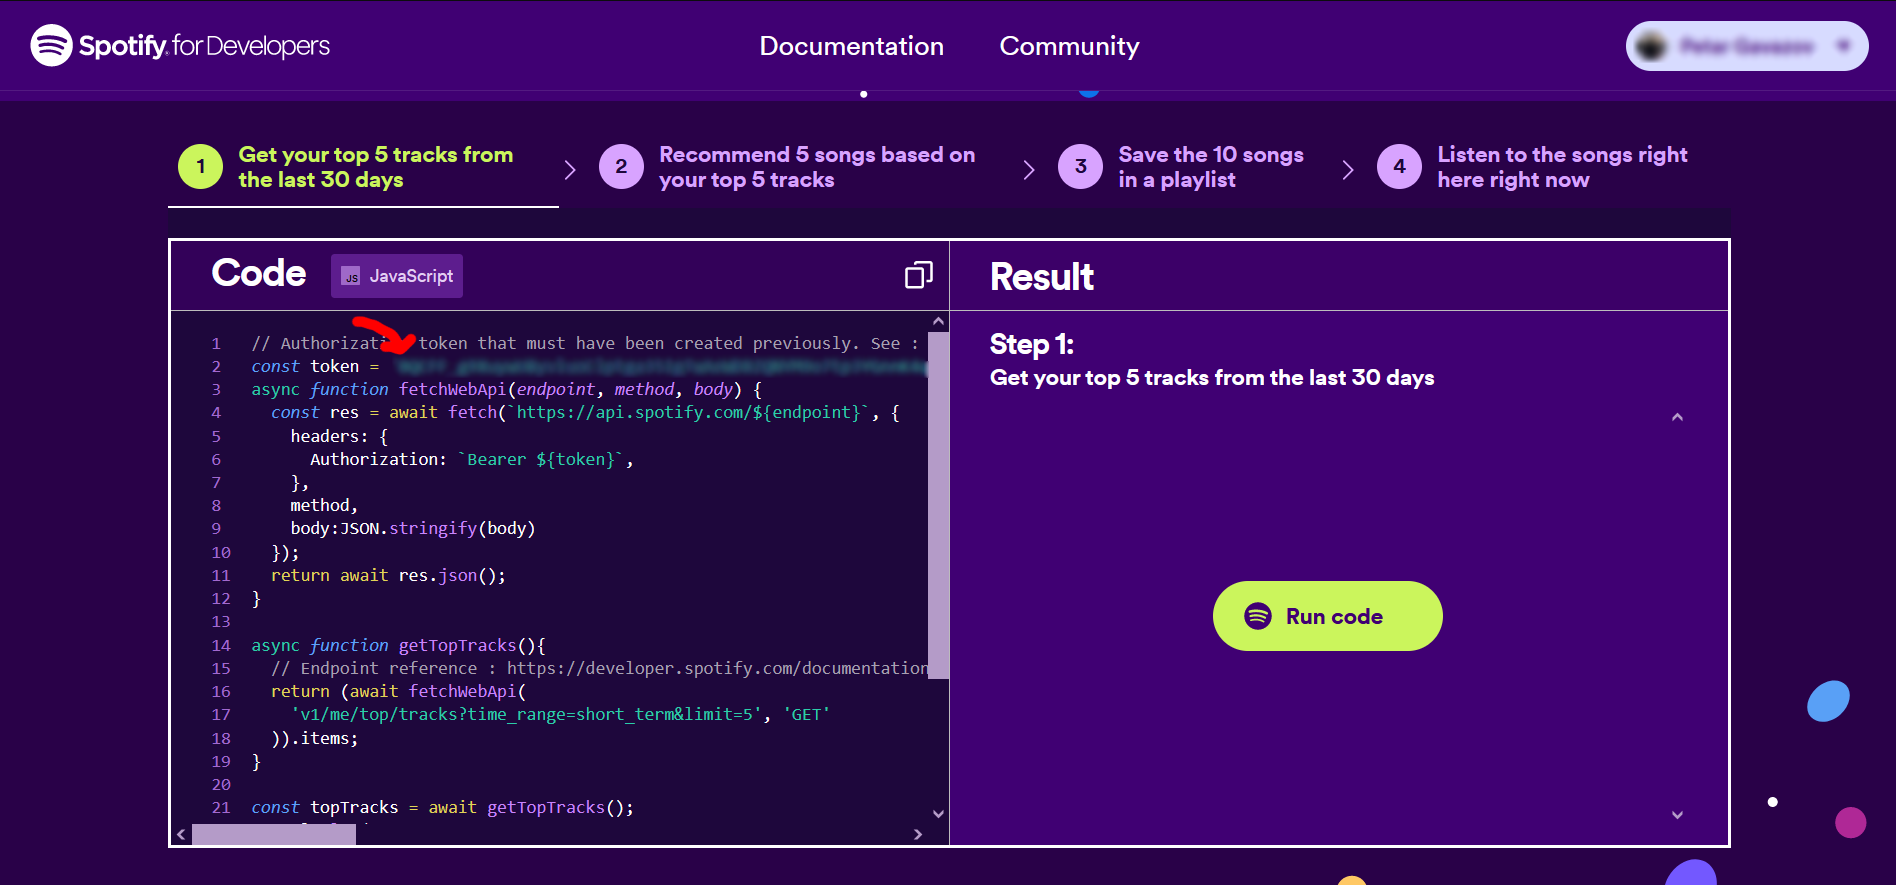 Spotify for Developers
Documentation
Community
1
Get your top 5 tracks from
the last 30 days
2
Recommend 5 songs based on
your top 5 tracks
3
Save the 10 songs
in a playlist
4
Listen to the songs right
here right now
Code
JS JavaScript
Result
1 // Authorizati token that must have been created previously. See :
2 const token =
3 async function fetchWebApi(endpoint, method, body) {
4 const res = await fetch(`https://api.spotify.com/${endpoint}`, {
5 headers: {
6 Authorization: `Bearer ${token}`,
7 },
8 method,
9 body:JSON.stringify(body)
10 });
11 return await res.json();
12 }
13
14 async function getTopTracks(){
15 // Endpoint reference : https://developer.spotify.com/documentation
16 return (await fetchWebApi(
17 'v1/me/top/tracks?time_range=short_term&limit=5', 'GET'
18 )).items;
19 }
20
21 const topTracks = await getTopTracks();
Step 1:
Get your top 5 tracks from the last 30 days
Run code